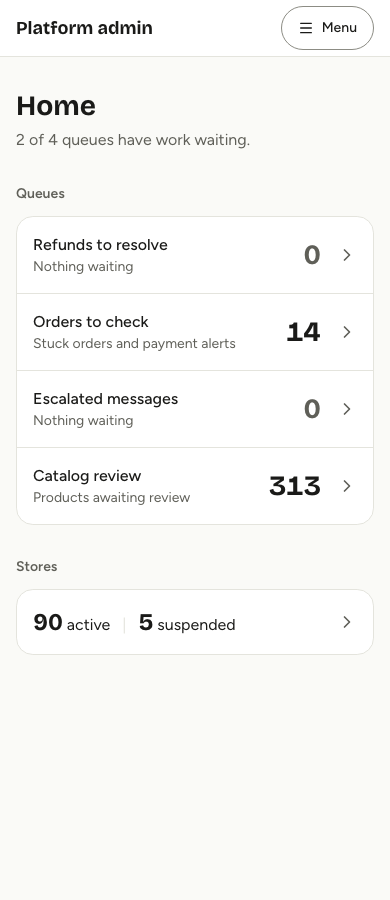 Platform admin
Menu
Home
2 of 4 queues have work waiting.
Queues
Refunds to resolve
Nothing waiting
0
Orders to check
Stuck orders and payment alerts
14
Escalated messages
Nothing waiting
0
Catalog review
Products awaiting review
313
Stores
90 active
5 suspended